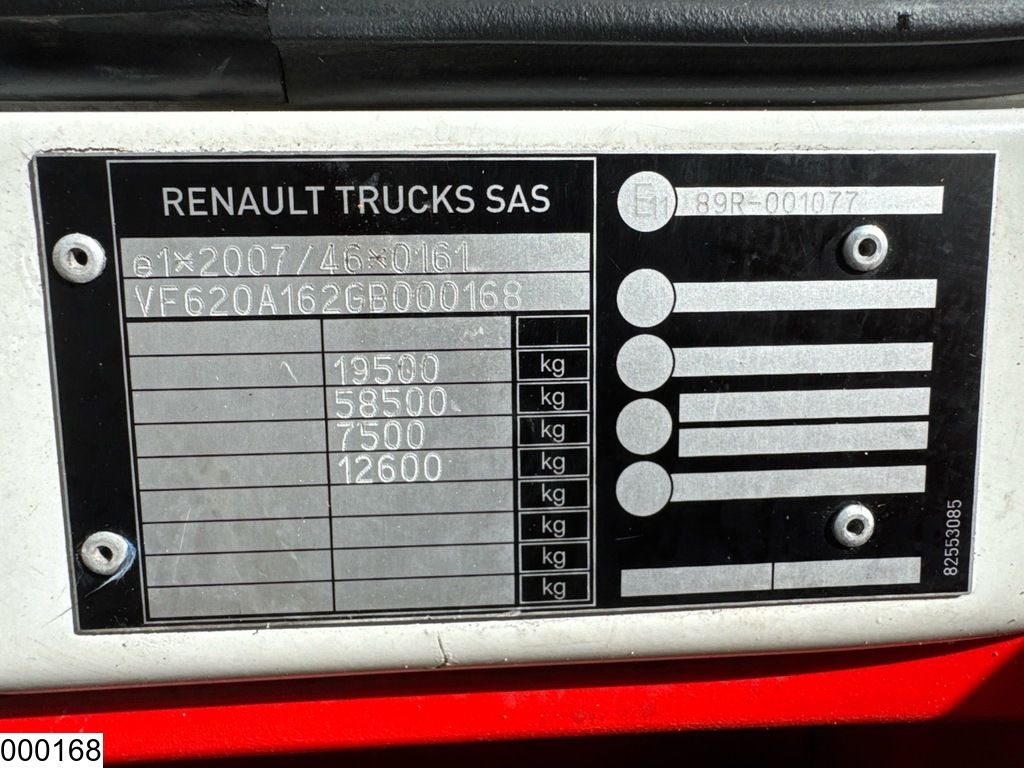 RENAULT TRUCKS SAS
e1*2007/46*0161
VF620A162GB000168
19500 kg
58500 kg
7500 kg
12600 kg
kg
kg
kg
kg
E11 89R-001077
82553085
000168